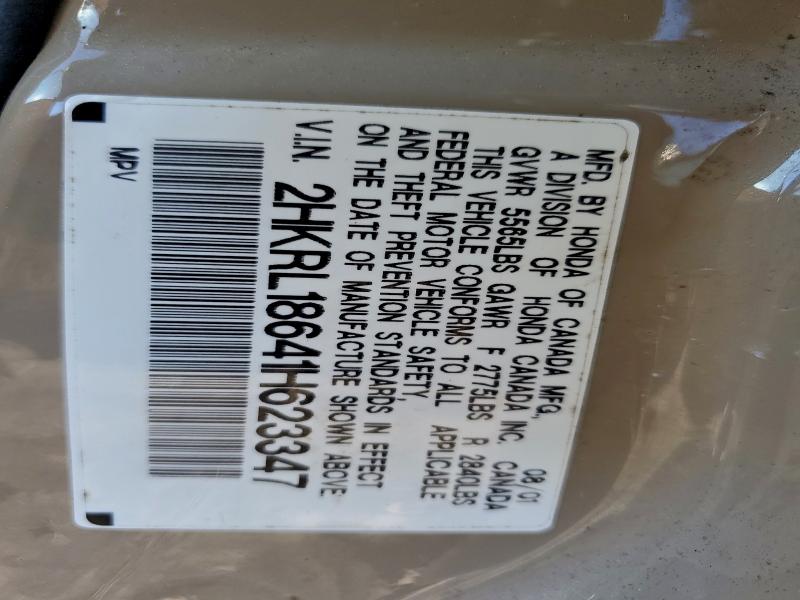 MFD. BY HONDA OF CANADA MFG., 08/01
A DIVISION OF HONDA CANADA INC. CANADA
GVWR 5565LBS GAWR F 2775LBS R 2840LBS
THIS VEHICLE CONFORMS TO ALL APPLICABLE
FEDERAL MOTOR VEHICLE SAFETY,
AND THEFT PREVENTION STANDARDS IN EFFECT
ON THE DATE OF MANUFACTURE SHOWN ABOVE
V.I.N. 2HKRL18641H623347
MPV